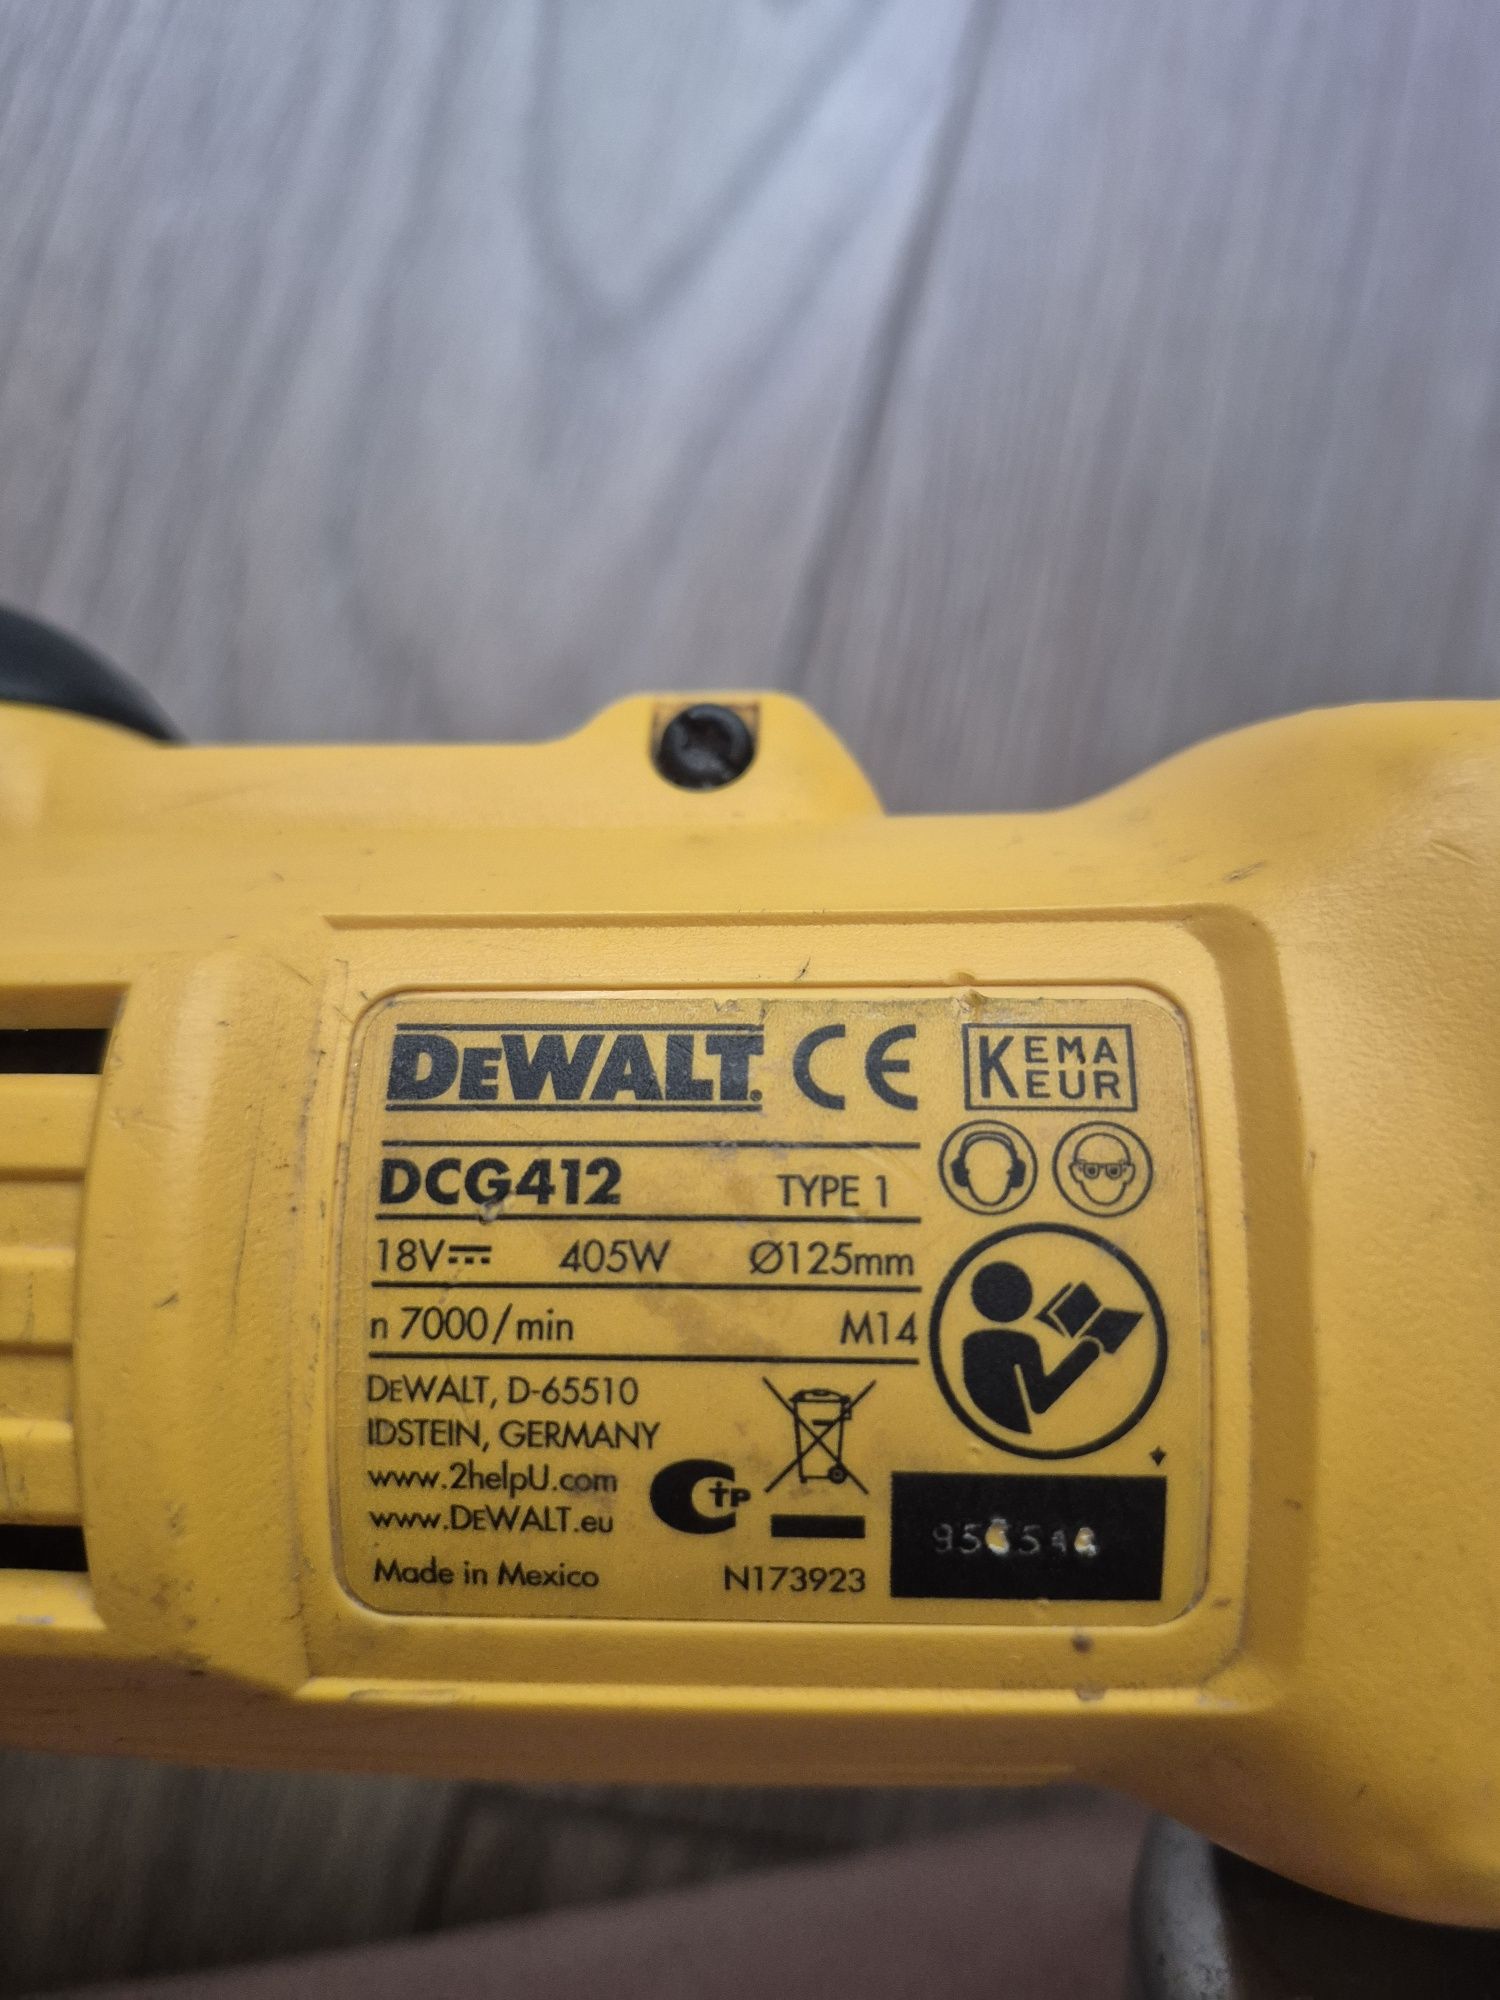 DEWALT. CE KEMA EUR
DCG412 TYPE 1
18V 405W Ø125mm
n 7000/min M14
DEWALT, D-65510
IDSTEIN, GERMANY
www.2helpU.com
www.DEWALT.eu
Made in Mexico N173923